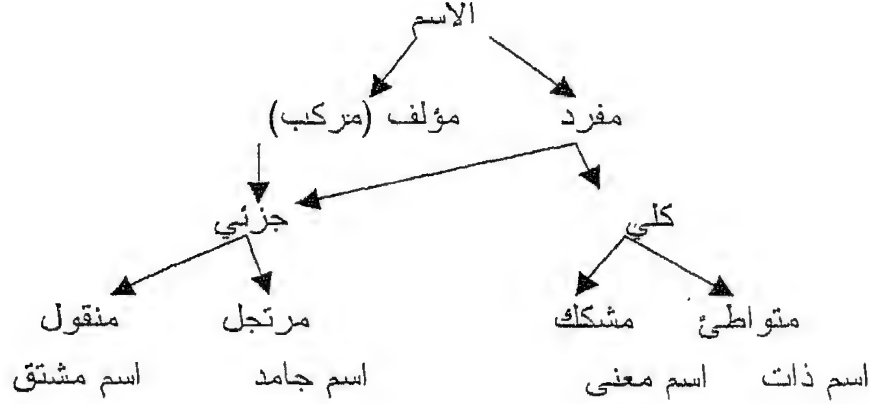 الاسم
مفرد مؤلف (مركب)
كلي جزئي
متواطئ مشكك مرتجل منقول
اسم ذات اسم معنى اسم جامد اسم مشتق